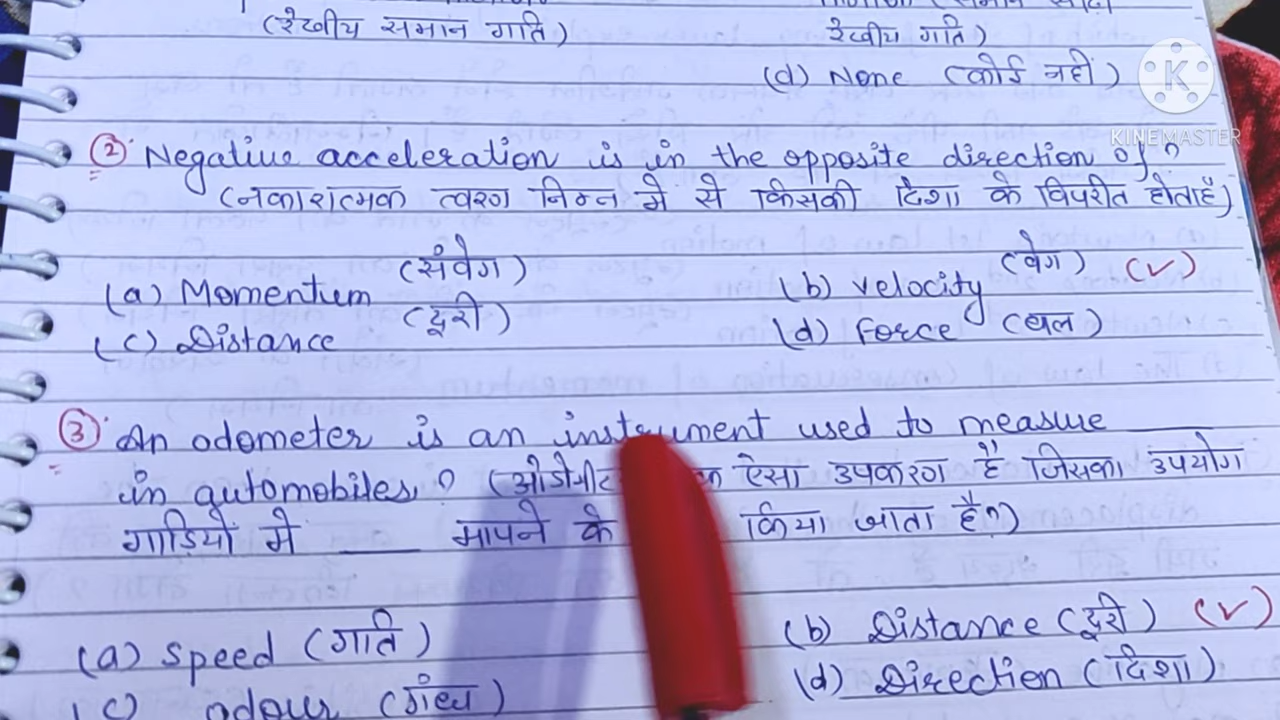 (रेखीय समान गति)
रेखीय गति)
(d) None (कोई नहीं)
KINEMASTER
② Negative acceleration is in the opposite direction of?
(नकारात्मक त्वरण निम्न में से किसकी दिशा के विपरीत होता है)
(a) Momentum (संवेग)
(b) velocity (वेग) (✓)
(c) Distance (दूरी)
(d) Force (बल)
③ An odometer is an instrument used to measure ____
in automobiles? (ऐसा उपकरण है जिसका उपयोग
गाड़ियों में ____ मापने के किया जाता है?)
(a) Speed (गति)
(b) Distance (दूरी) (✓)
(c) odour (गंध)
(d) Direction (दिशा)